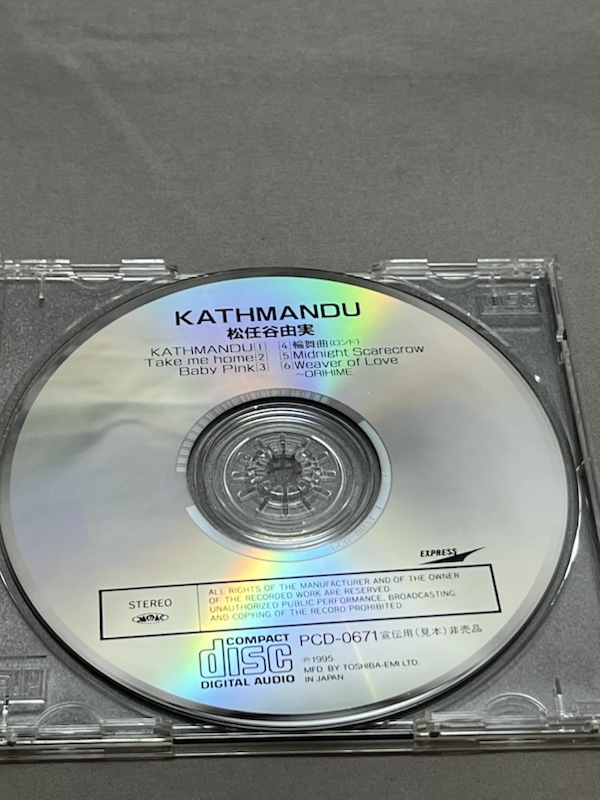 KATHMANDU
松任谷由実
KATHMANDU 1
Take me home 2
Baby Pink 3
4 輪舞曲(ロンド)
5 Midnight Scarecrow
6 Weaver of Love
~ORIHIME
EXPRESS
STEREO
ALL RIGHTS OF THE MANUFACTURER AND OF THE OWNER
OF THE RECORDED WORK ARE RESERVED.
UNAUTHORIZED PUBLIC PERFORMANCE, BROADCASTING
AND COPYING OF THE RECORD PROHIBITED.
COMPACT
disc
DIGITAL AUDIO
PCD-0671 宣伝用(見本)非売品
℗1995
MFD. BY TOSHIBA-EMI LTD.
IN JAPAN